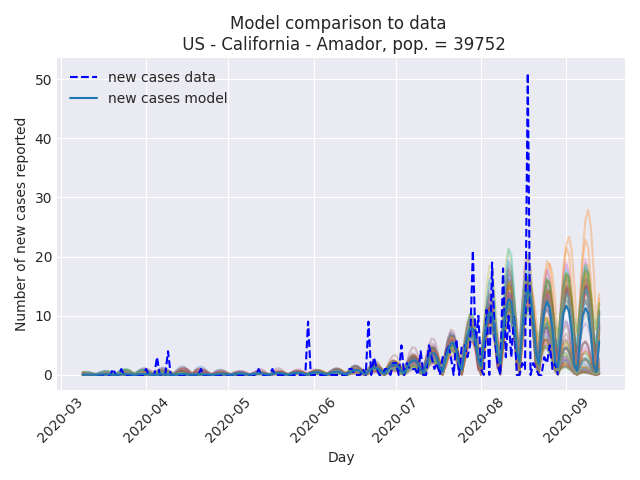 Model comparison to data
US - California - Amador, pop. = 39752
new cases data
new cases model
Number of new cases reported
50
40
30
20
10
0
2020-03
2020-04
2020-05
2020-06
2020-07
2020-08
2020-09
Day